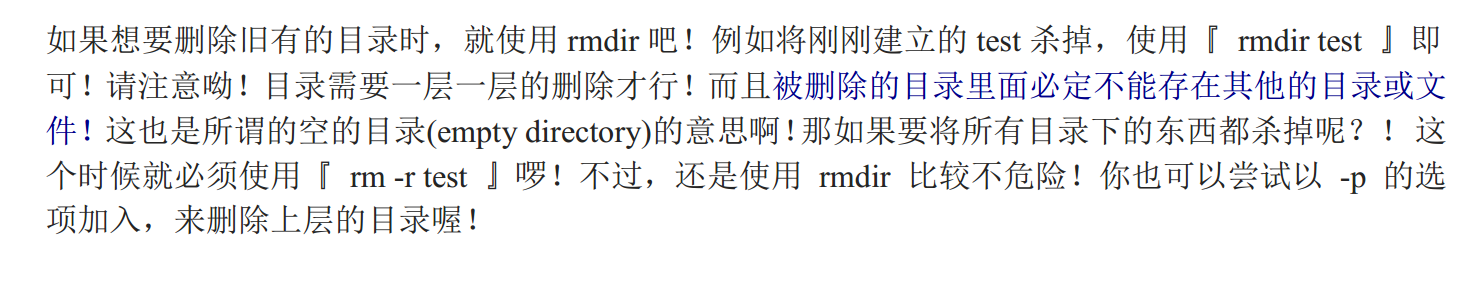 如果想要删除旧有的目录时，就使用 rmdir 吧！例如将刚刚建立的 test 杀掉，使用『 rmdir test 』即
可！请注意呦！目录需要一层一层的删除才行！而且被删除的目录里面必定不能存在其他的目录或文
件！这也是所谓的空的目录(empty directory)的意思啊！那如果要将所有目录下的东西都杀掉呢？！ 这
个时候就必须使用『 rm -r test 』啰！不过，还是使用 rmdir 比较不危险！你也可以尝试以 -p 的选
项加入，来删除上层的目录喔！